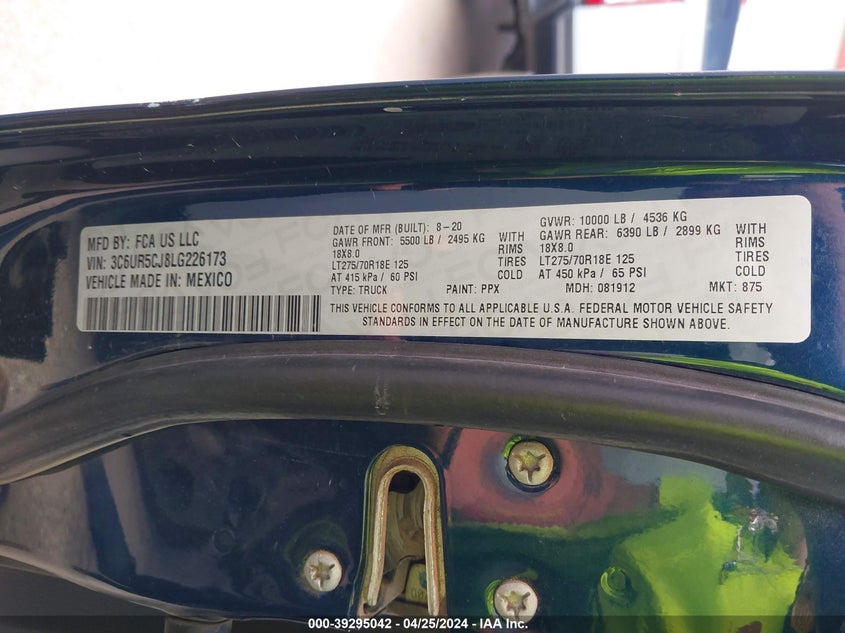 MFD BY: FCA US LLC
VIN: 3C6UR5CJ8LG226173
VEHICLE MADE IN: MEXICO
DATE OF MFR (BUILT): 8-20
GAWR FRONT: 5500 LB / 2495 KG WITH
18X8.0 RIMS
LT275/70R18E 125 TIRES
AT 415 kPa / 60 PSI COLD
TYPE: TRUCK PAINT: PPX
GVWR: 10000 LB / 4536 KG
GAWR REAR: 6390 LB / 2899 KG WITH
18X8.0 RIMS
LT275/70R18E 125 TIRES
AT 450 kPa / 65 PSI COLD
MDH: 081912 MKT: 875
THIS VEHICLE CONFORMS TO ALL APPLICABLE U.S.A. FEDERAL MOTOR VEHICLE SAFETY
STANDARDS IN EFFECT ON THE DATE OF MANUFACTURE SHOWN ABOVE.
000-39295042 - 04/25/2024 - IAA Inc.